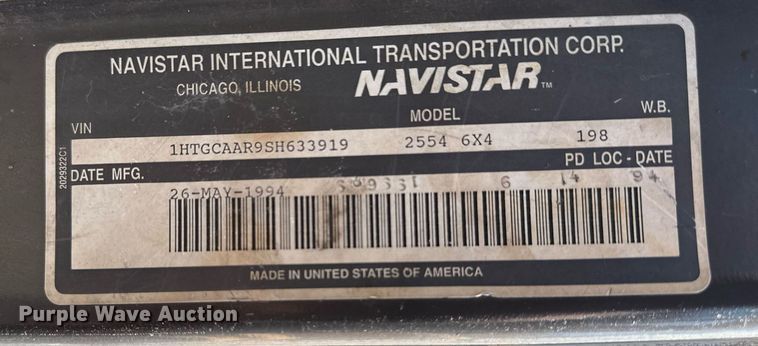 NAVISTAR INTERNATIONAL TRANSPORTATION CORP.
CHICAGO, ILLINOIS NAVISTAR TM
VIN MODEL W.B.
1HTGCAAR9SH633919 2554 6X4 198
2029322C1
DATE MFG. PD LOC - DATE
26-MAY-1994 6 14 94
MADE IN UNITED STATES OF AMERICA
Purple Wave Auction